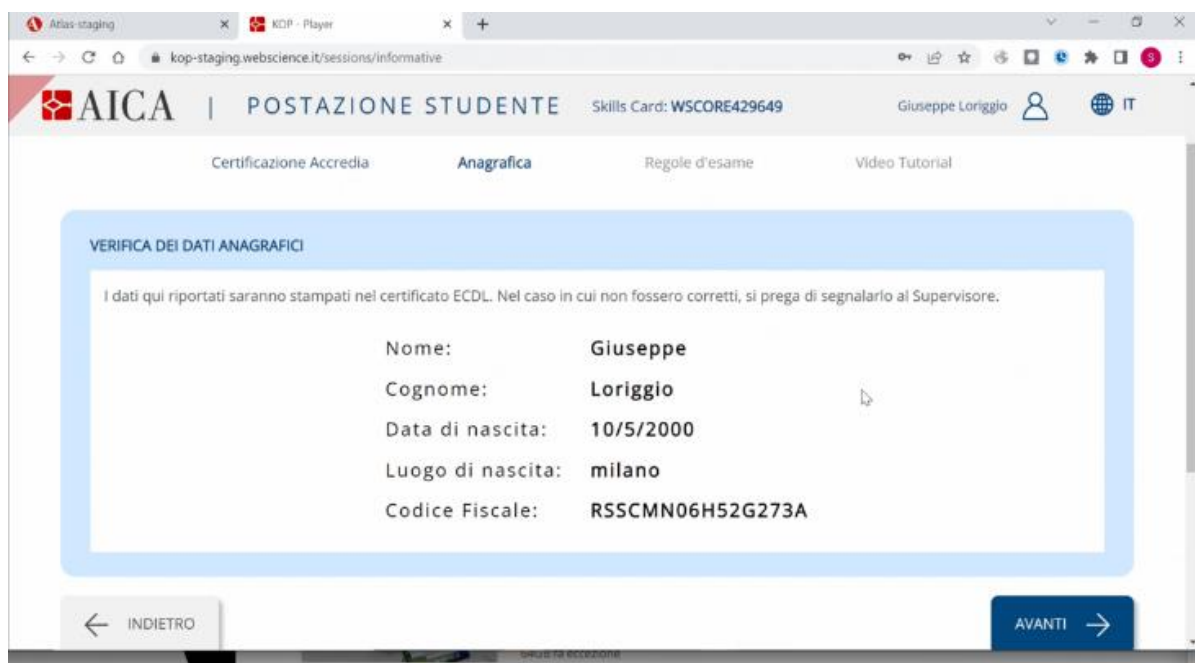 Atlas-staging
KOP - Player
kop-staging.webscience.it/sessions/informative
S
AICA | POSTAZIONE STUDENTE Skills Card: WSCORE429649 Giuseppe Loriggio IT
Certificazione Accredia Anagrafica Regole d'esame Video Tutorial
VERIFICA DEI DATI ANAGRAFICI
I dati qui riportati saranno stampati nel certificato ECDL. Nel caso in cui non fossero corretti, si prega di segnalarlo al Supervisore.
Nome: Giuseppe
Cognome: Loriggio
Data di nascita: 10/5/2000
Luogo di nascita: milano
Codice Fiscale: RSSCMN06H52G273A
INDIETRO
AVANTI